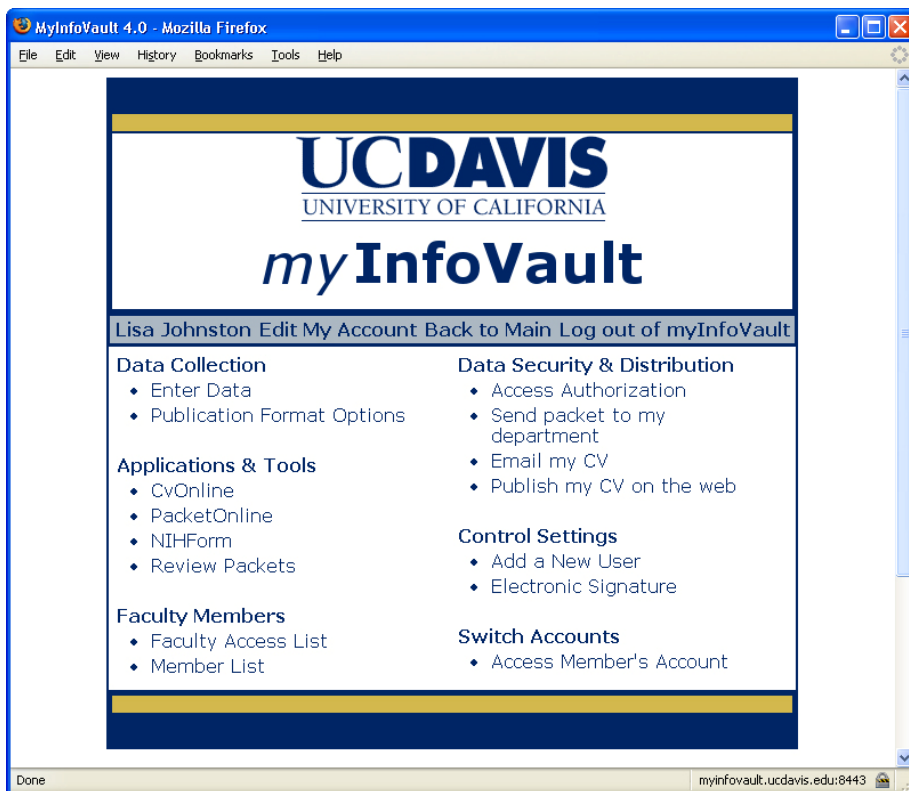 MyInfoVault 4.0 - Mozilla Firefox
File Edit View History Bookmarks Tools Help
UCDAVIS
UNIVERSITY OF CALIFORNIA
my InfoVault
Lisa Johnston Edit My Account Back to Main Log out of myInfoVault
Data Collection
Enter Data
Publication Format Options
Applications & Tools
CvOnline
PacketOnline
NIHForm
Review Packets
Faculty Members
Faculty Access List
Member List
Data Security & Distribution
Access Authorization
Send packet to my
department
Email my CV
Publish my CV on the web
Control Settings
Add a New User
Electronic Signature
Switch Accounts
Access Member's Account
Done
myinfovault.ucdavis.edu:8443